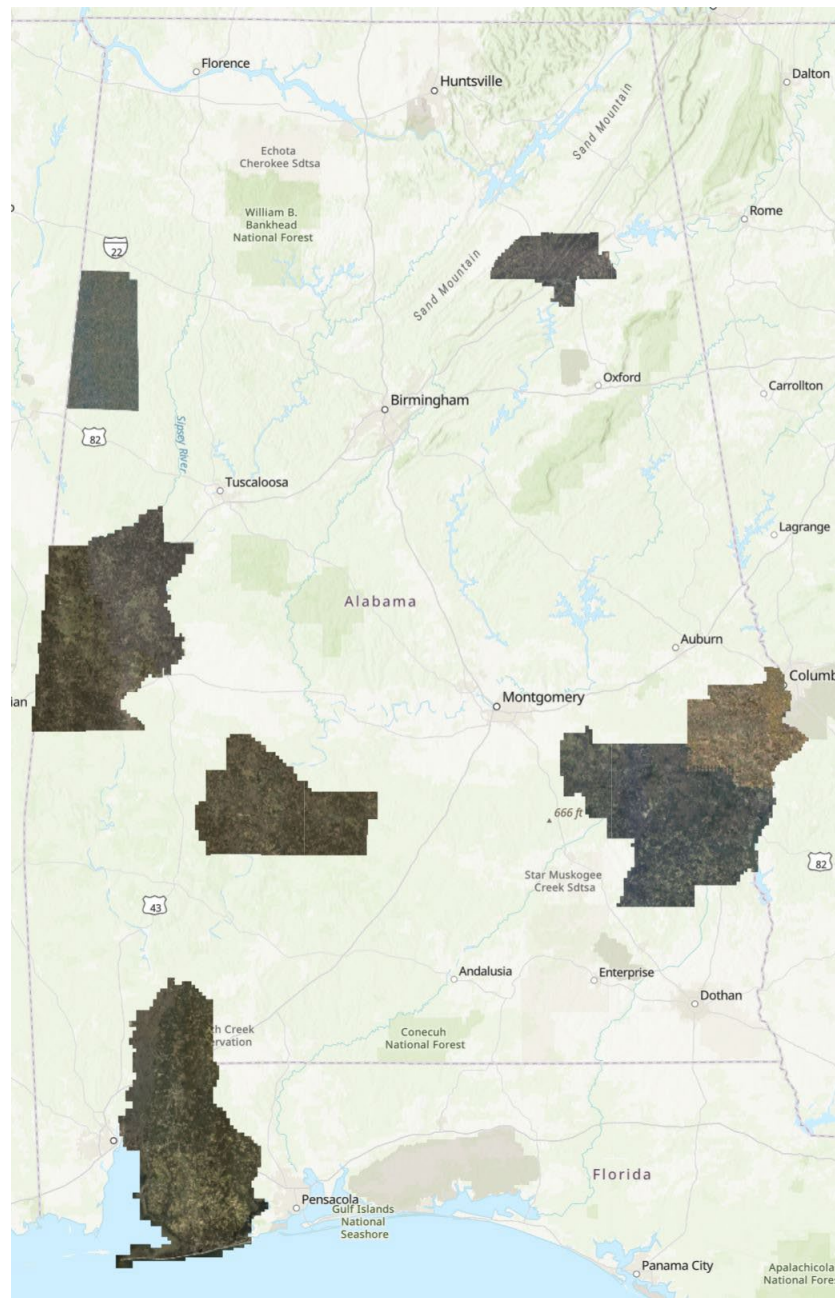 Florence
Huntsville
Dalton
Sand Mountain
Echota
Cherokee Sdtsa
William B.
Bankhead
National Forest
Rome
22
Sand Mountain
Oxford
Carrollton
Birmingham
82
Sipsey River
Tuscaloosa
Lagrange
Alabama
Auburn
Columb
ian
Montgomery
666 ft
82
Star Muskogee
Creek Sdtsa
43
Andalusia
Enterprise
Dothan
h Creek
ervation
Conecuh
National Forest
Florida
Pensacola
Gulf Islands
National
Seashore
Panama City
Apalachicola
National Fores